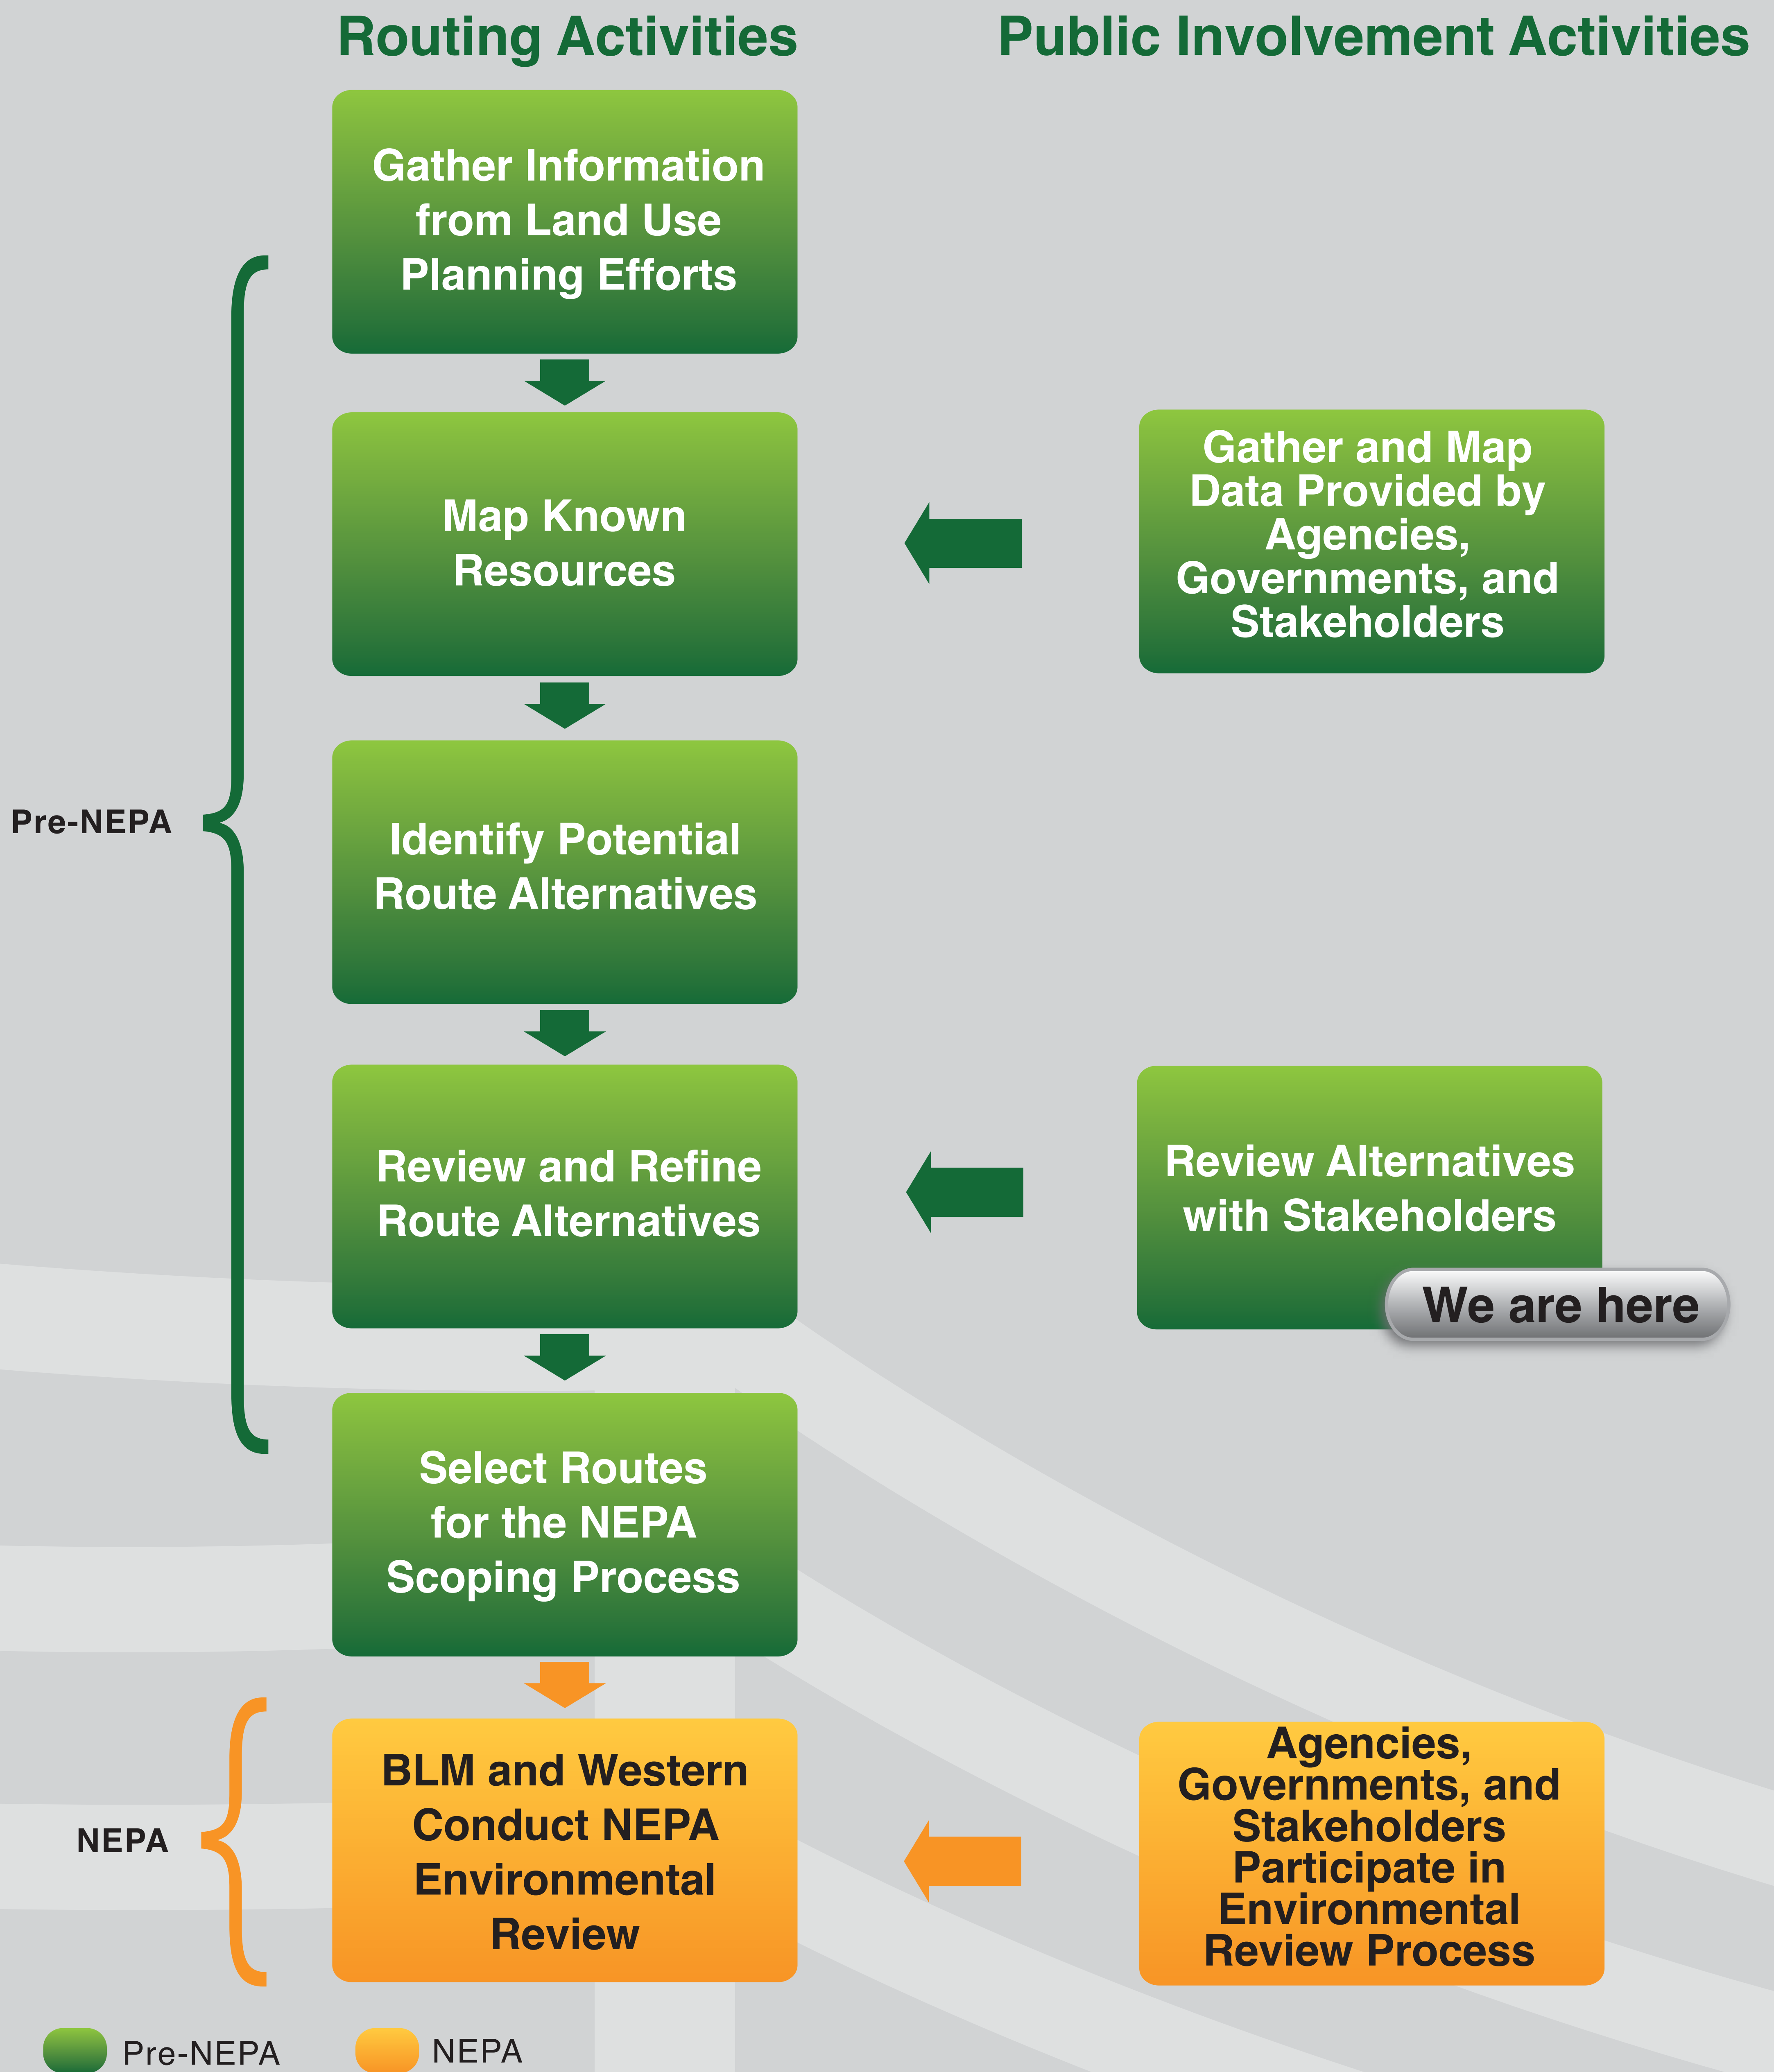 Routing Activities
Public Involvement Activities
Gather Information
from Land Use
Planning Efforts
Map Known
Resources
Gather and Map
Data Provided by
Agencies,
Governments, and
Stakeholders
Pre-NEPA
Identify Potential
Route Alternatives
Review and Refine
Route Alternatives
Review Alternatives
with Stakeholders
We are here
Select Routes
for the NEPA
Scoping Process
NEPA
BLM and Western
Conduct NEPA
Environmental
Review
Agencies,
Governments, and
Stakeholders
Participate in
Environmental
Review Process
Pre-NEPA
NEPA